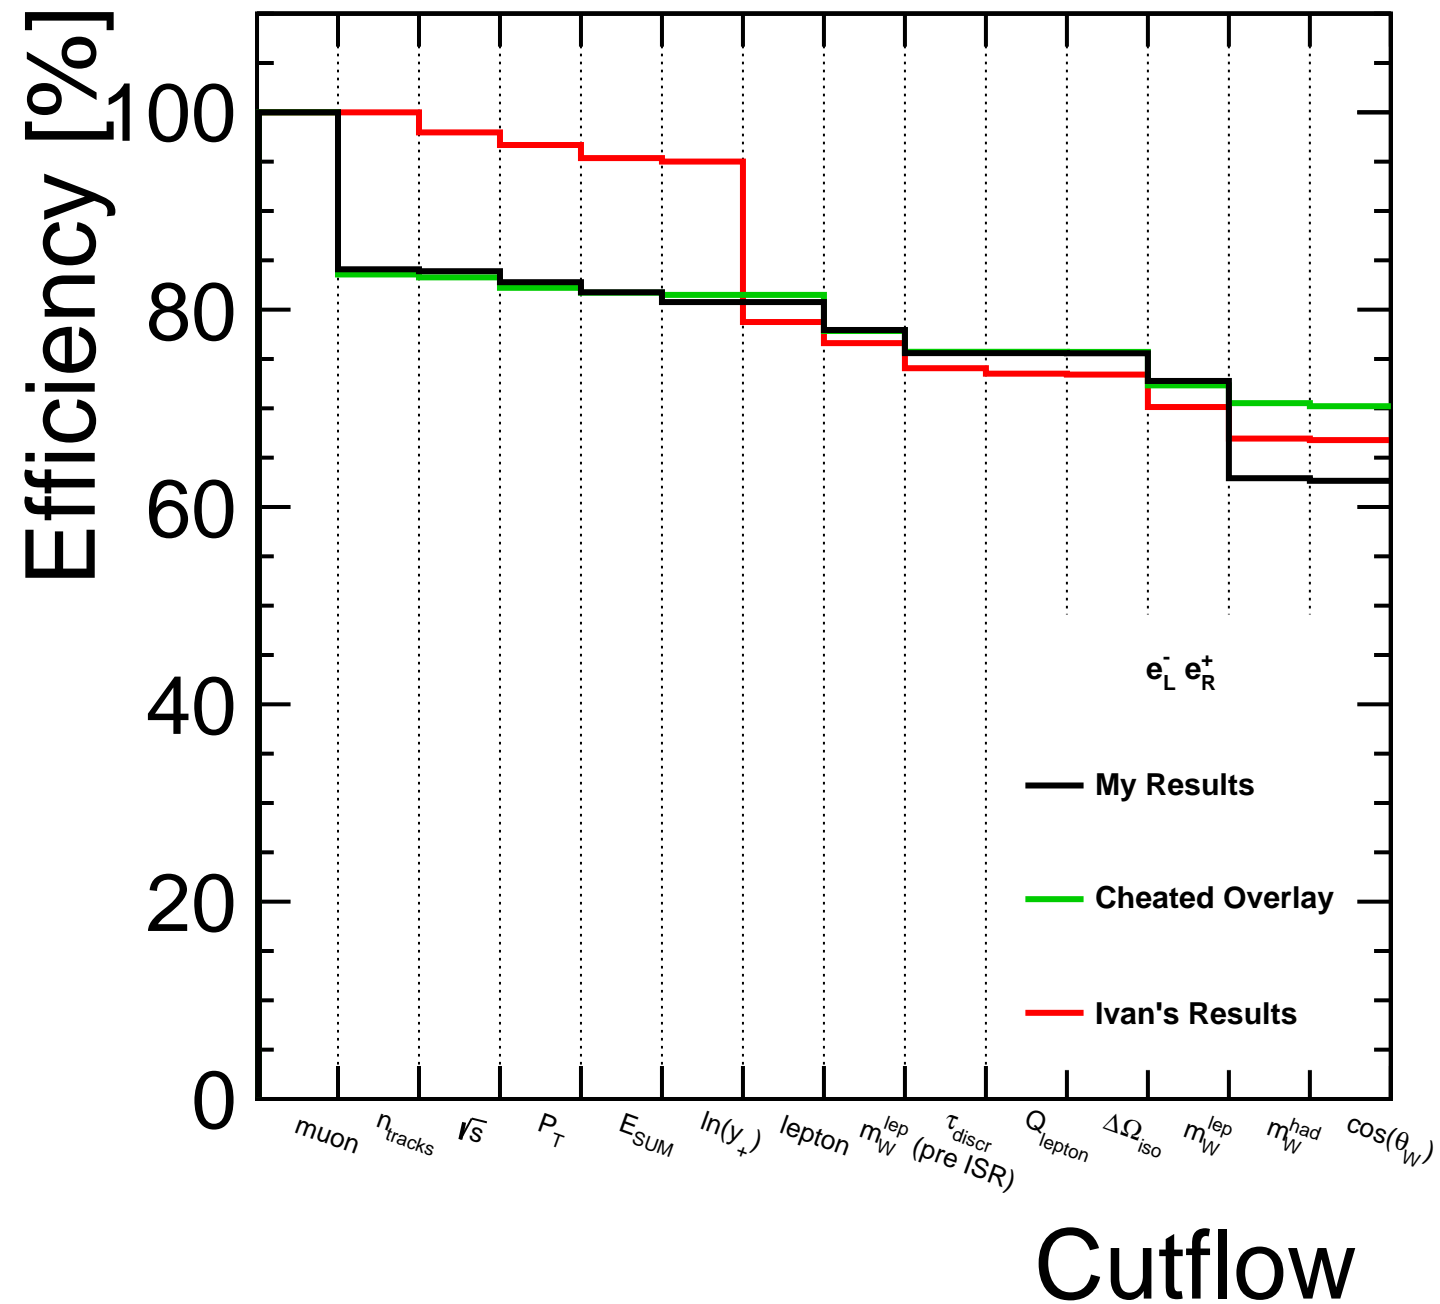 Efficiency [%]
100
80
60
40
20
0
e_L^- e_R^+
My Results
Cheated Overlay
Ivan's Results
muon
n_tracks
√s
P_T
E_SUM
ln(y_+)
lepton
m_W^lep (pre ISR)
τ_discr
Q_lepton
ΔΩ_iso
m_W^lep
m_W^had
cos(θ_W)
Cutflow